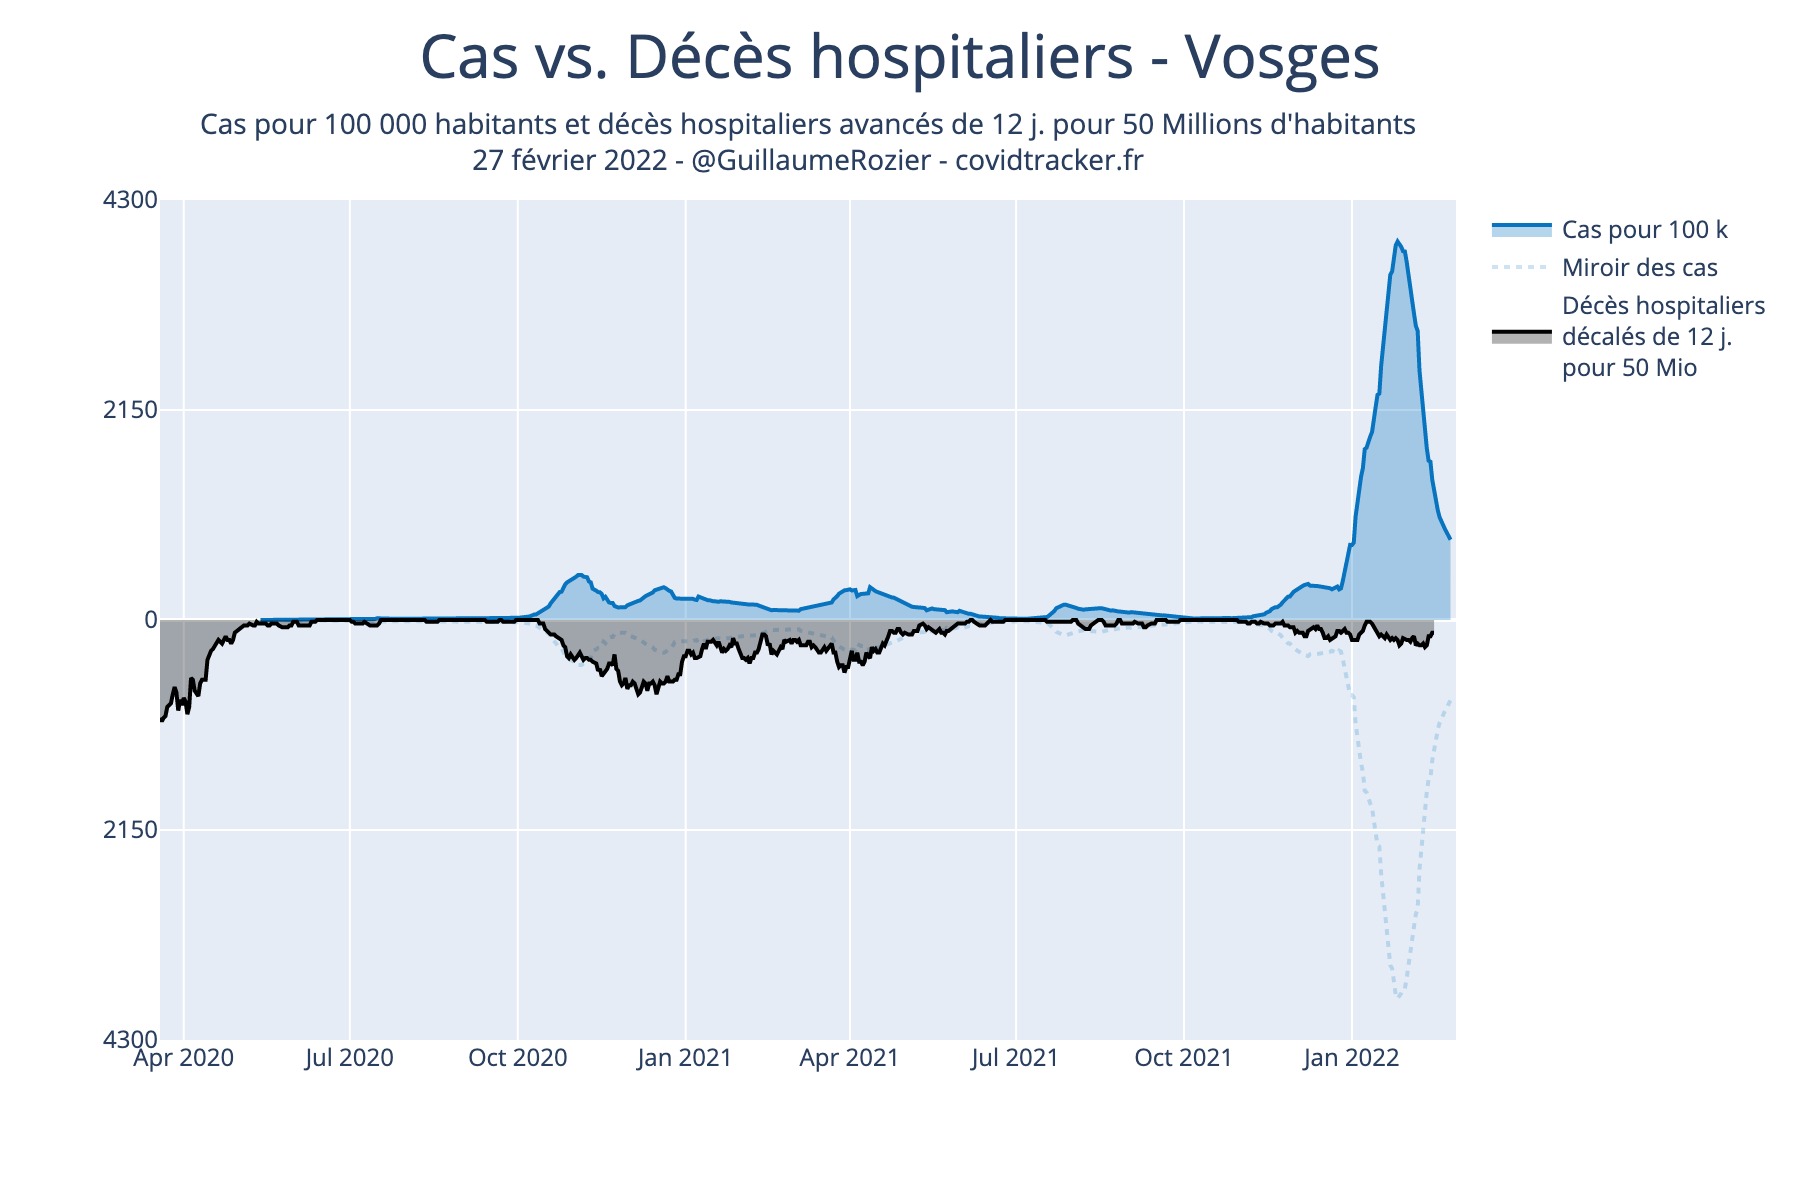 Cas vs. Décès hospitaliers - Vosges
Cas pour 100 000 habitants et décès hospitaliers avancés de 12 j. pour 50 Millions d'habitants
27 février 2022 - @GuillaumeRozier - covidtracker.fr
4300
2150
0
2150
4300
Apr 2020
Jul 2020
Oct 2020
Jan 2021
Apr 2021
Jul 2021
Oct 2021
Jan 2022
Cas pour 100 k
Miroir des cas
Décès hospitaliers
décalés de 12 j.
pour 50 Mio